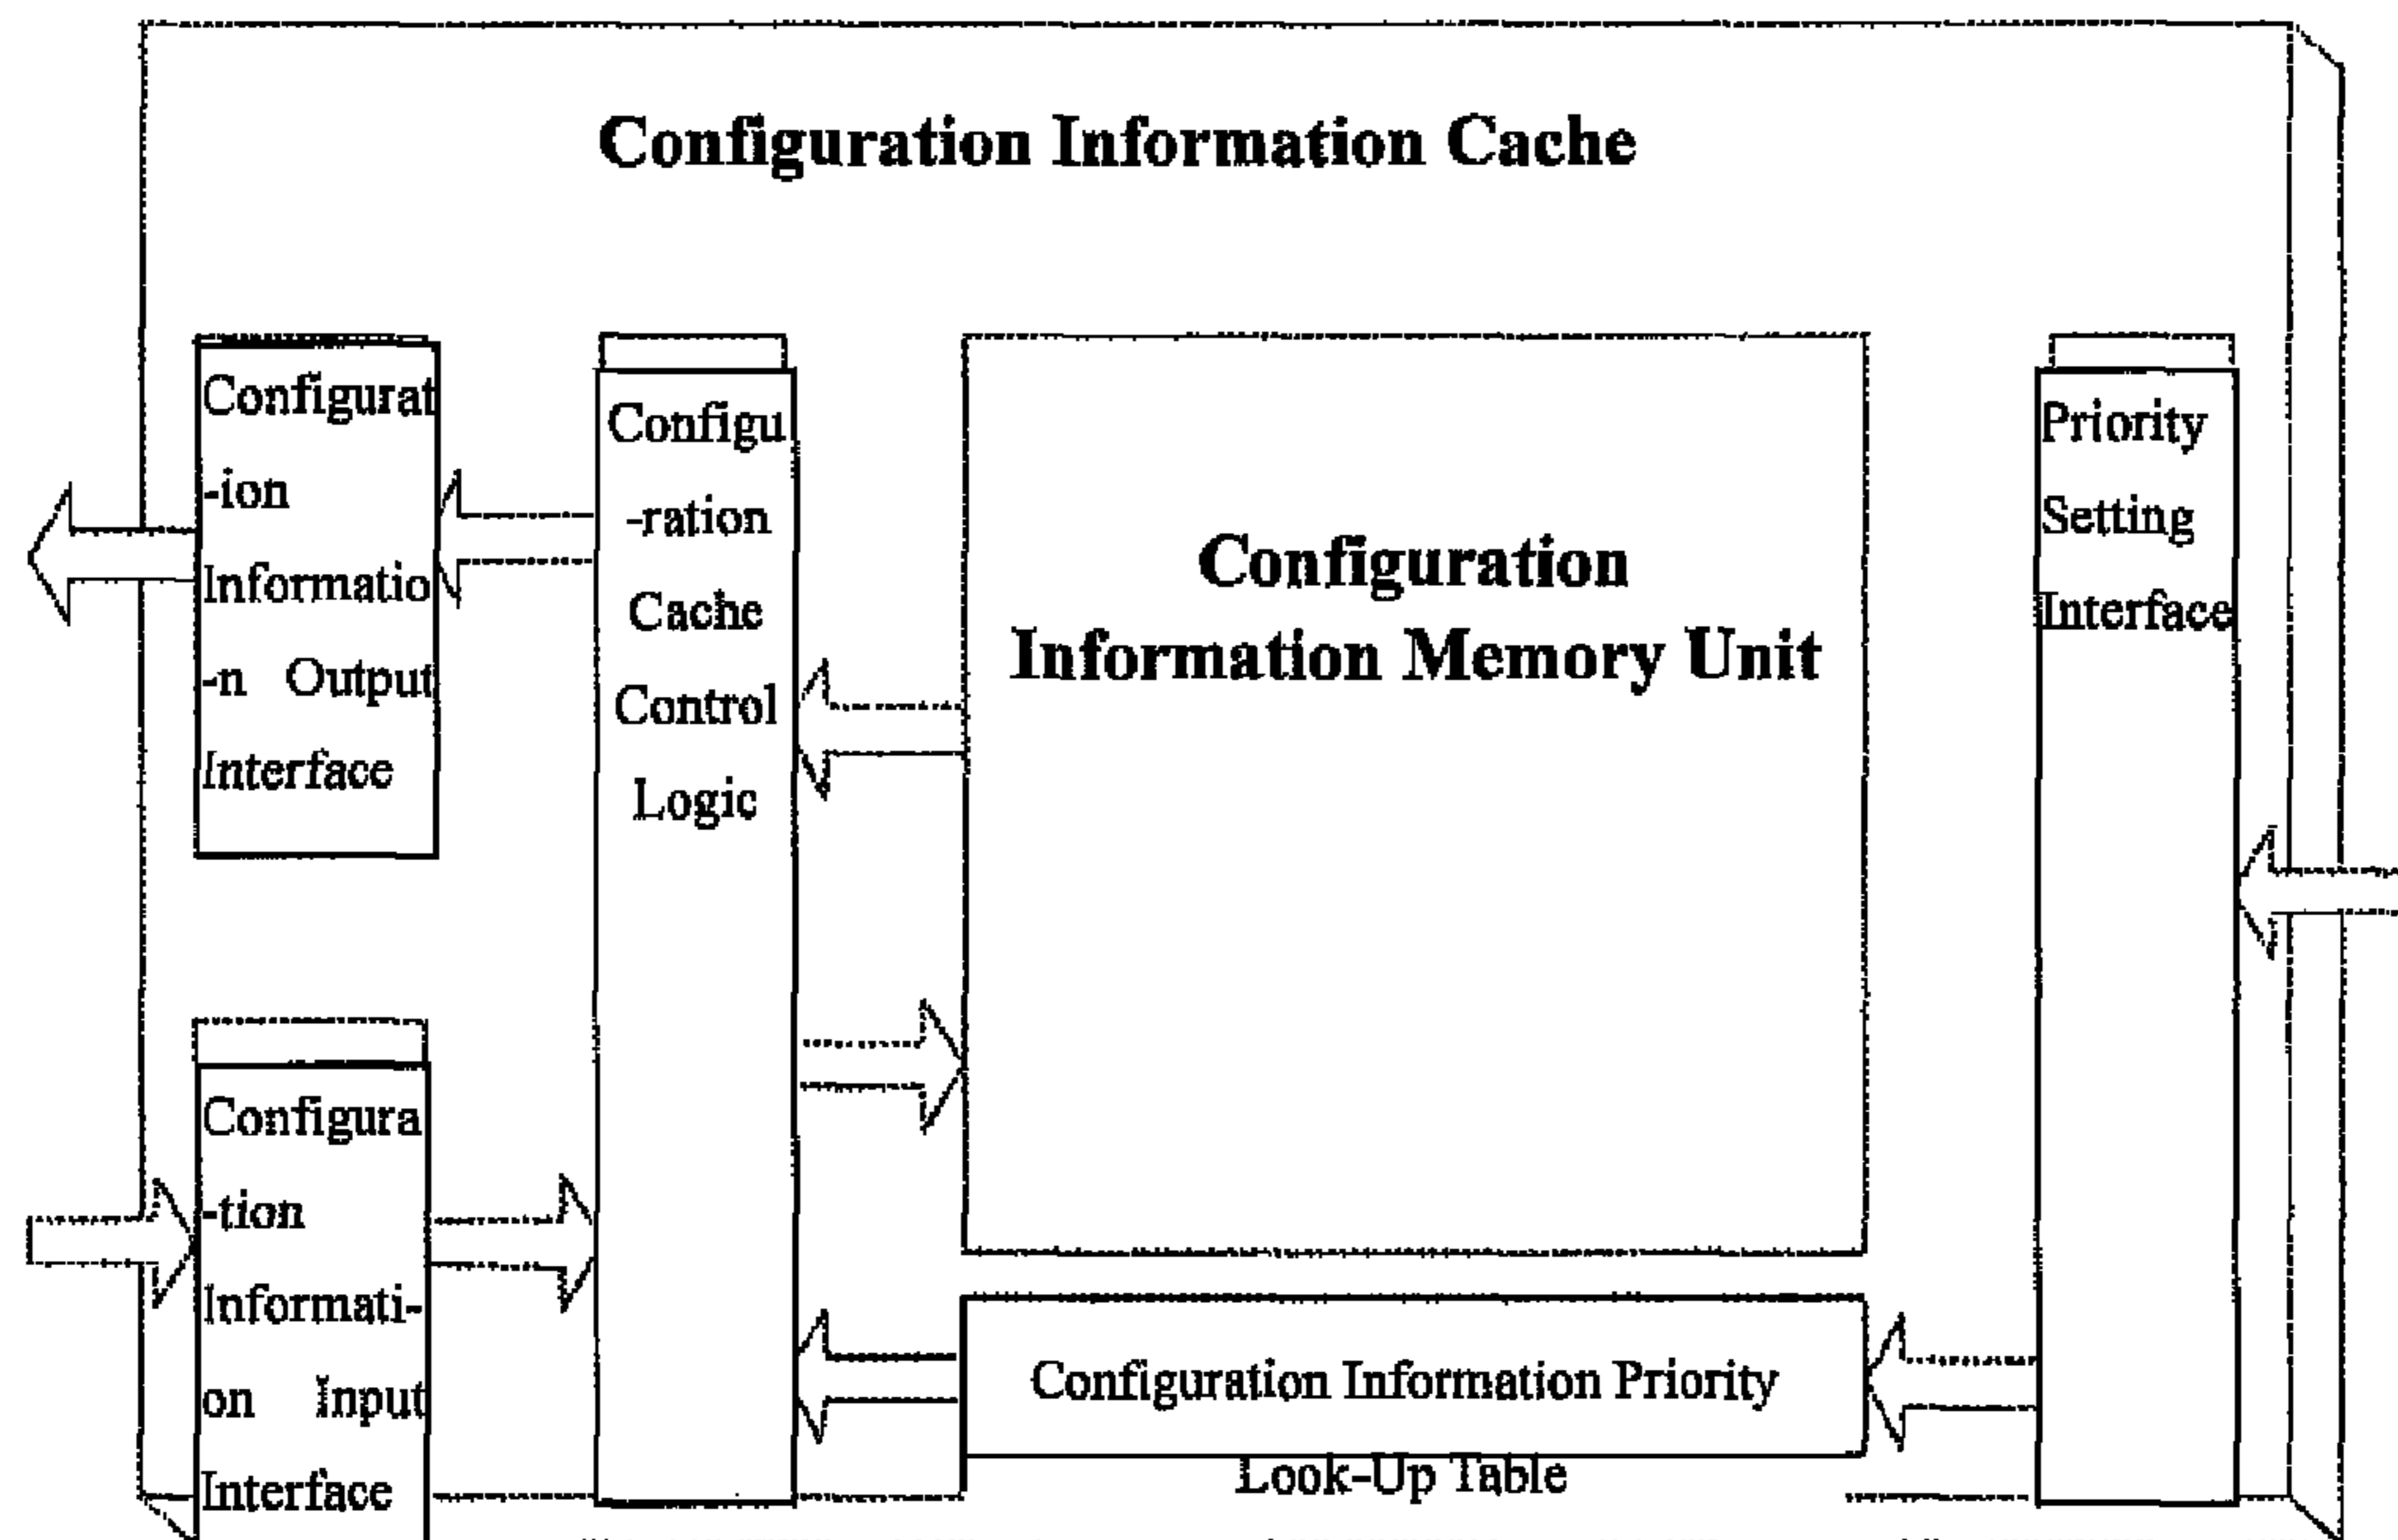 Configuration Information Cache
Configurat
-ion
Informatio
-n Output
Interface
Configu
-ration
Cache
Control
Logic
Configuration
Information Memory Unit
Priority
Setting
Interface
Configura
-tion
Informati-
on Input
Interface
Configuration Information Priority
Look-Up Table